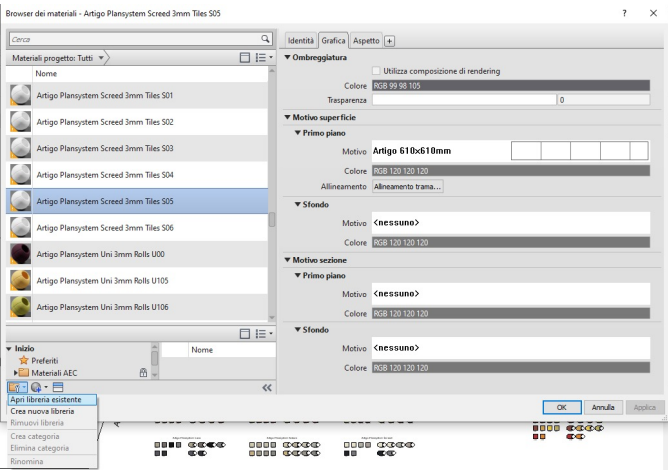 Browser dei materiali - Artigo Plansystem Screed 3mm Tiles S05
? ×
Cerca
Identità Grafica Aspetto +
Materiali progetto: Tutti
Nome
Artigo Plansystem Screed 3mm Tiles S01
Artigo Plansystem Screed 3mm Tiles S02
Artigo Plansystem Screed 3mm Tiles S03
Artigo Plansystem Screed 3mm Tiles S04
Artigo Plansystem Screed 3mm Tiles S05
Artigo Plansystem Screed 3mm Tiles S06
Artigo Plansystem Uni 3mm Rolls U00
Artigo Plansystem Uni 3mm Rolls U105
Artigo Plansystem Uni 3mm Rolls U106
Inizio
Preferiti
Materiali AEC
Nome
Apri libreria esistente
Crea nuova libreria
Rimuovi libreria
Crea categoria
Elimina categoria
Rinomina
Ombreggiatura
Utilizza composizione di rendering
Colore RGB 99 98 105
Trasparenza 0
Motivo superficie
Primo piano
Motivo Artigo 610x610mm
Colore RGB 120 120 120
Allineamento Allineamento trama...
Sfondo
Motivo <nessuno>
Colore RGB 120 120 120
Motivo sezione
Primo piano
Motivo <nessuno>
Colore RGB 120 120 120
Sfondo
Motivo <nessuno>
Colore RGB 120 120 120
OK Annulla Applica